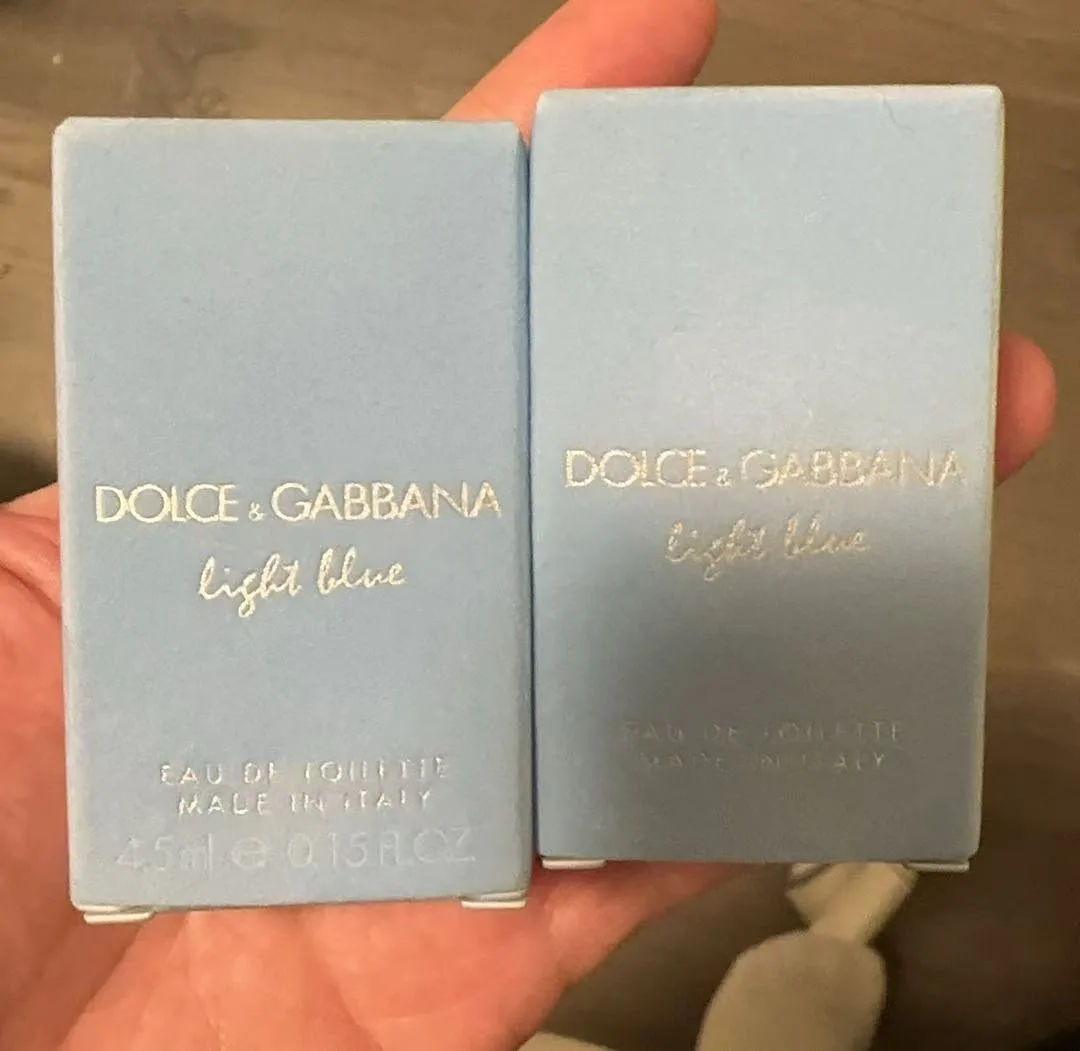 DOLCE & GABBANA
light blue
EAU DE TOILETTE
MADE IN ITALY
4.5ml e 0.15 FL.OZ.
DOLCE & GABBANA
light blue
EAU DE TOILETTE
MADE IN ITALY